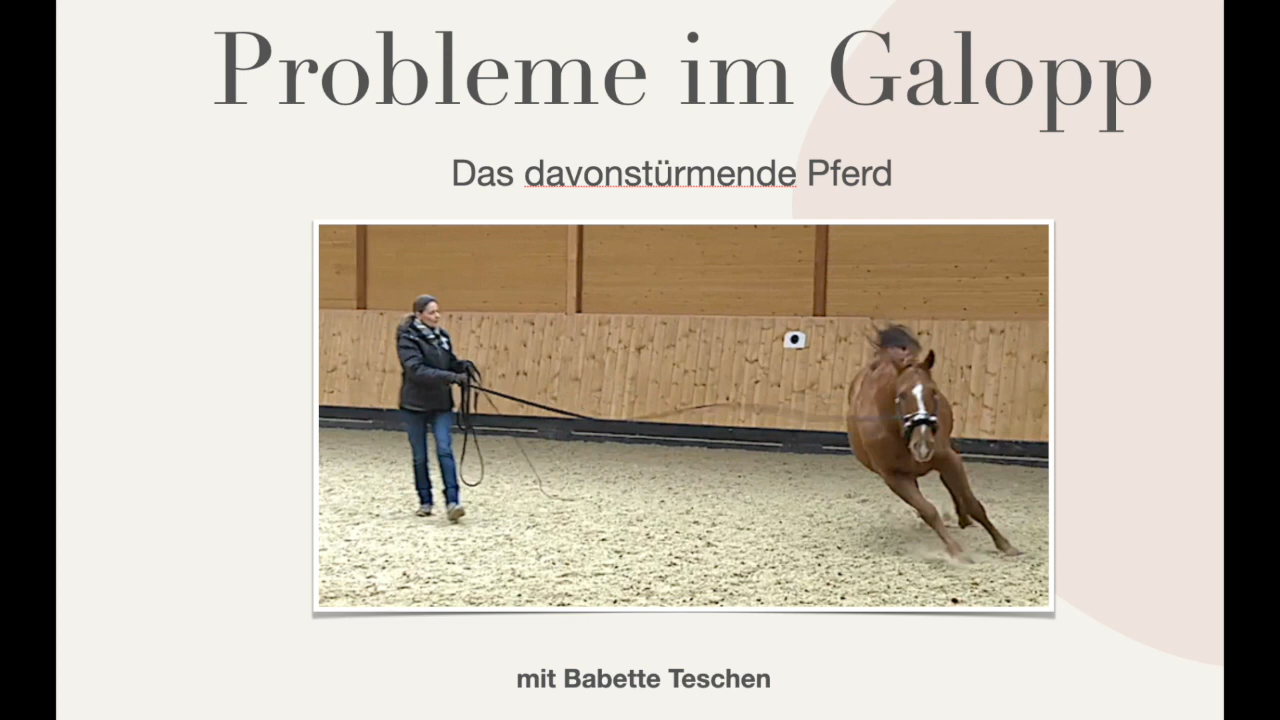 Probleme im Galopp
Das davonstürmende Pferd
mit Babette Teschen